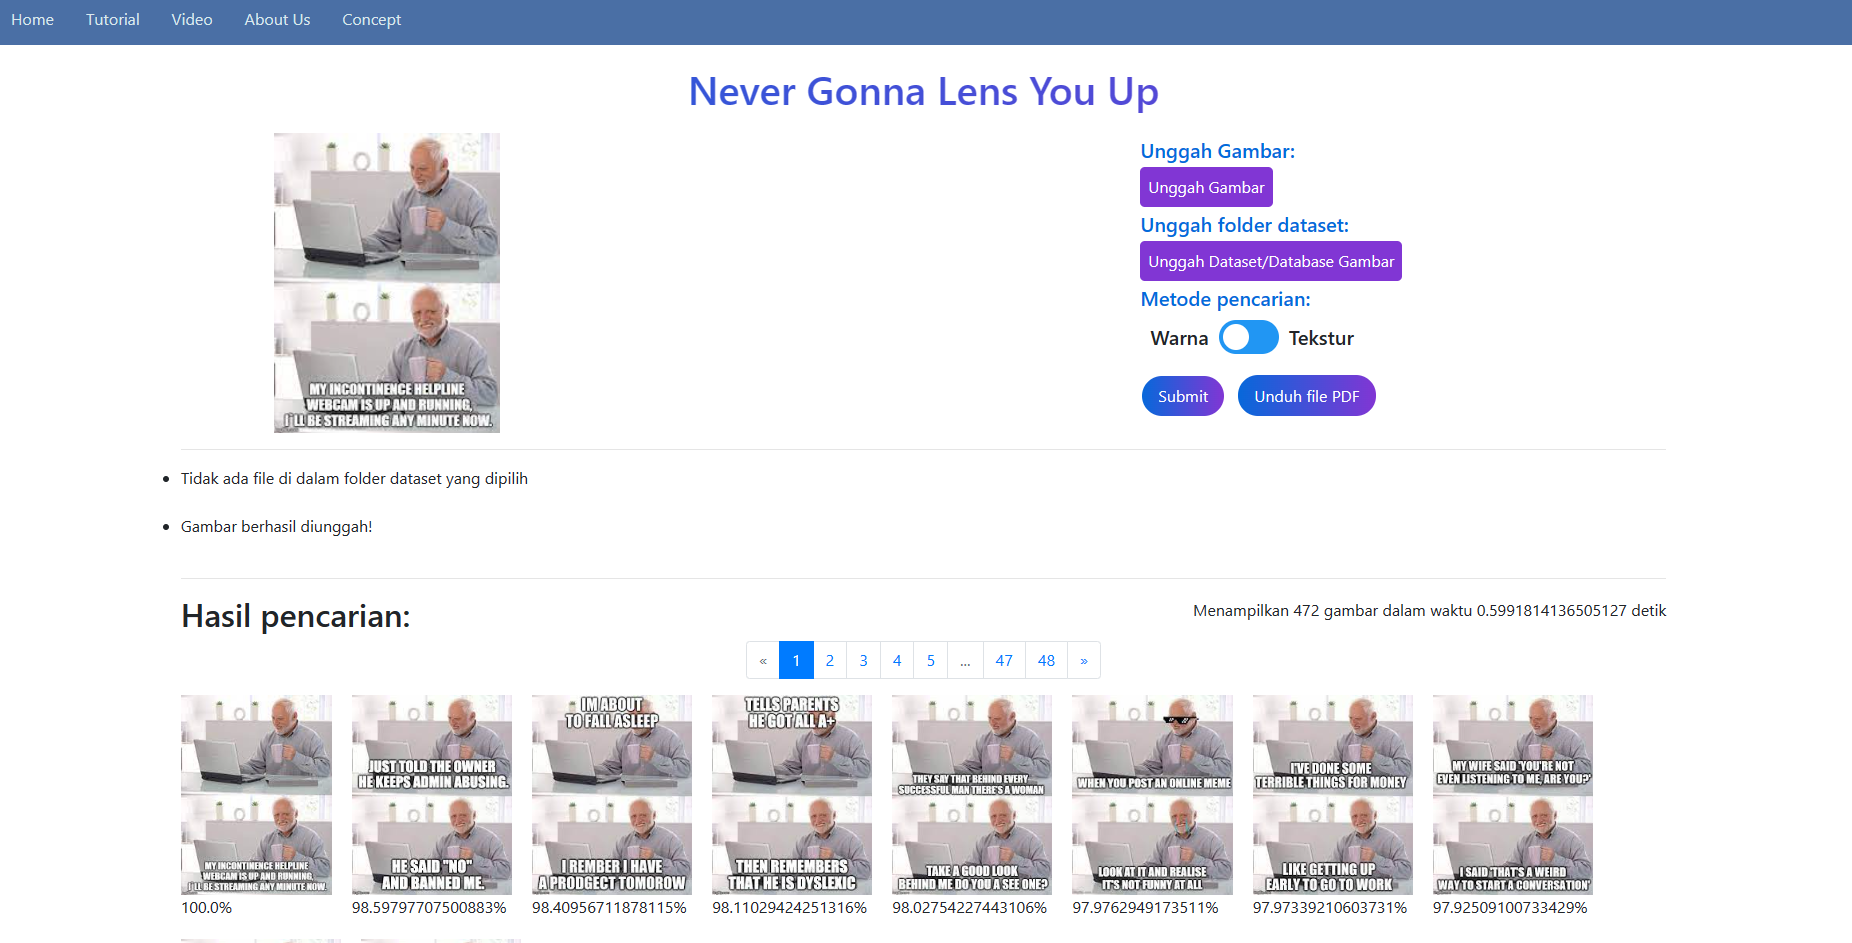 Home Tutorial Video About Us Concept
Never Gonna Lens You Up
MY INCONTINENCE HELPLINE
WEBCAM IS UP AND RUNNING,
I'LL BE STREAMING ANY MINUTE NOW.
Unggah Gambar:
Unggah Gambar
Unggah folder dataset:
Unggah Dataset/Database Gambar
Metode pencarian:
Warna Tekstur
Submit Unduh file PDF
Tidak ada file di dalam folder dataset yang dipilih
Gambar berhasil diunggah!
Hasil pencarian:
Menampilkan 472 gambar dalam waktu 0.5991814136505127 detik
« 1 2 3 4 5 ... 47 48 »
MY INCONTINENCE HELPLINE
WEBCAM IS UP AND RUNNING,
I'LL BE STREAMING ANY MINUTE NOW.
100.0%
JUST TOLD THE OWNER
HE KEEPS ADMIN ABUSING.
HE SAID "NO"
AND BANNED ME.
98.59797707500883%
IM ABOUT
TO FALL ASLEEP
I REMBER I HAVE
A PRODGECT TOMOROW
98.40956711878115%
TELLS PARENTS
HE GOT ALL A+
THEN REMEMBERS
THAT HE IS DYSLEXIC
98.11029424251316%
THEY SAY THAT BEHIND EVERY
SUCCESSFUL MAN THERE'S A WOMAN
TAKE A GOOD LOOK
BEHIND ME DO YOU A SEE ONE?
98.02754227443106%
WHEN YOU POST AN ONLINE MEME
LOOK AT IT AND REALISE
IT'S NOT FUNNY AT ALL
97.9762949173511%
I'VE DONE SOME
TERRIBLE THINGS FOR MONEY
LIKE GETTING UP
EARLY TO GO TO WORK
97.97339210603731%
MY WIFE SAID 'YOU'RE NOT
EVEN LISTENING TO ME, ARE YOU?'
I SAID 'THAT'S A WEIRD
WAY TO START A CONVERSATION'
97.92509100733429%